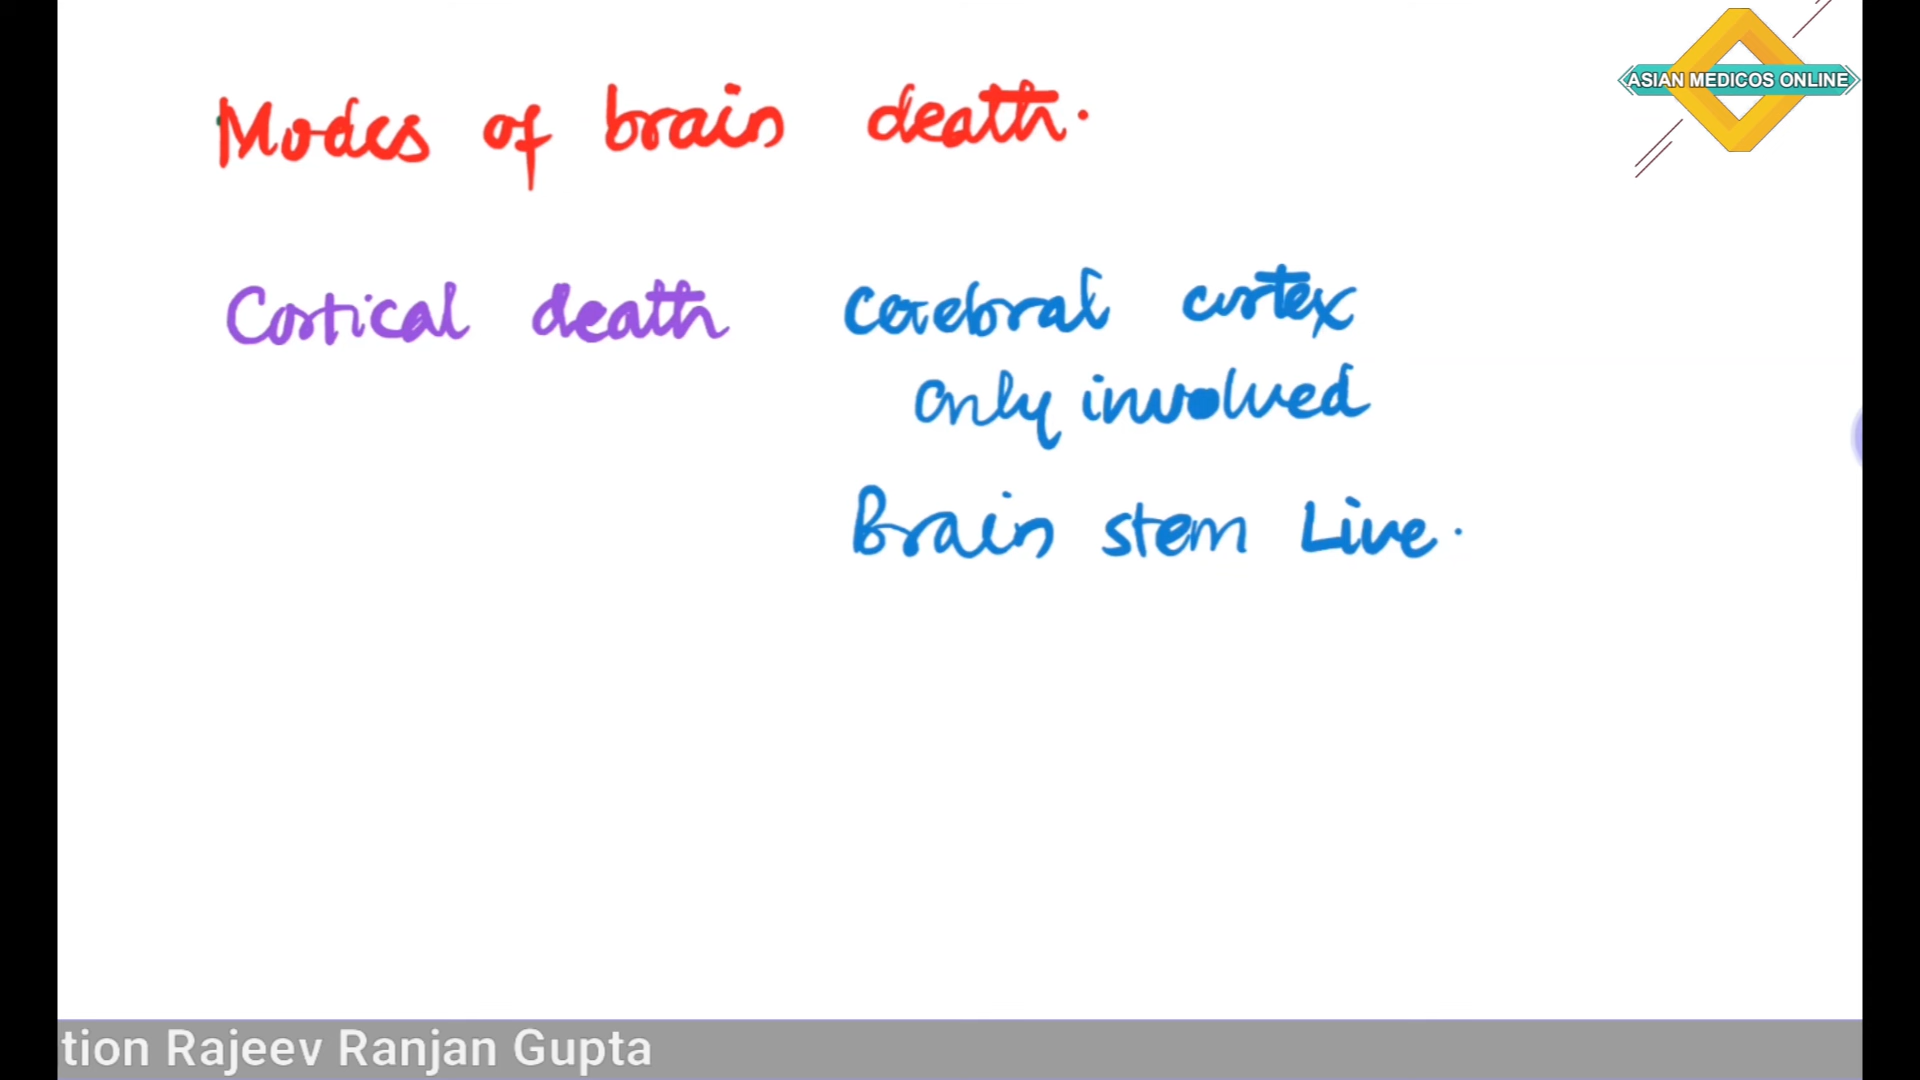 ASIAN MEDICOS ONLINE
Modes of brain death.
Cortical death Cerebral cortex
only involved
Brain stem Live.
tion Rajeev Ranjan Gupta